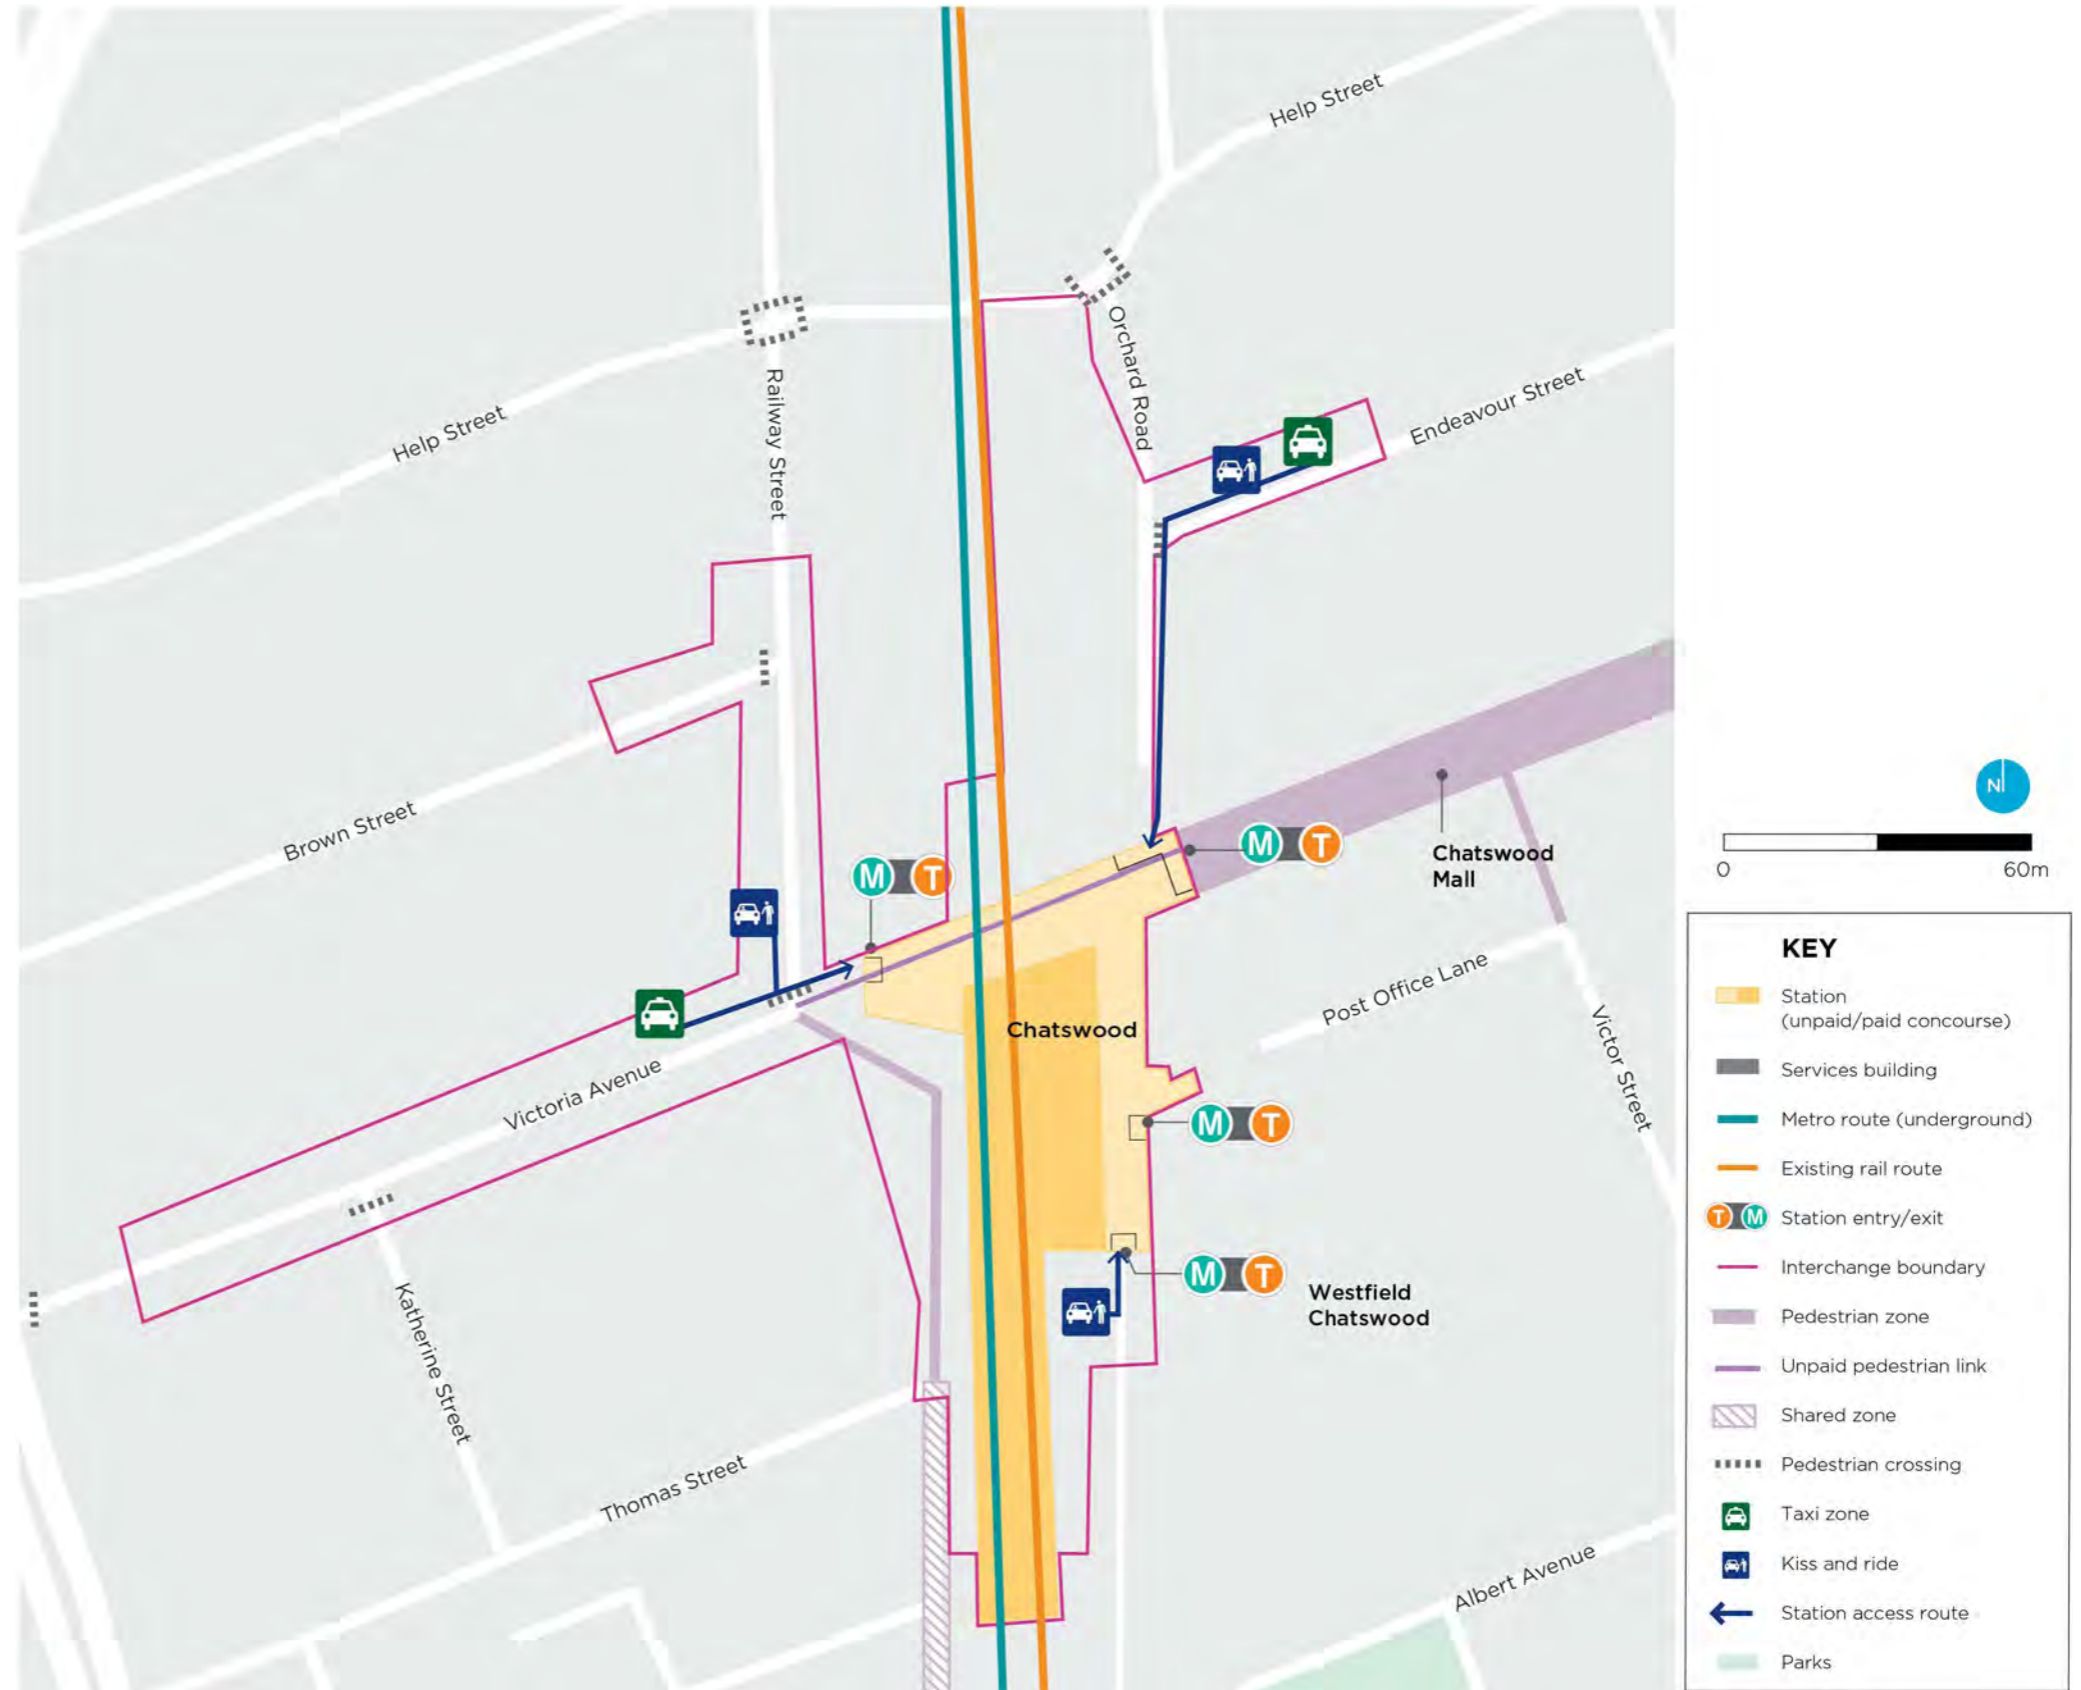 Help Street
Orchard Road
Railway Street
Endeavour Street
Help Street
Brown Street
N
0
60m
M T
M T
Chatswood
Mall
Post Office Lane
Chatswood
Victor Street
Victoria Avenue
M T
M T
Westfield
Chatswood
Katherine Street
Thomas Street
Albert Avenue
KEY
Station
(unpaid/paid concourse)
Services building
Metro route (underground)
Existing rail route
T M Station entry/exit
Interchange boundary
Pedestrian zone
Unpaid pedestrian link
Shared zone
Pedestrian crossing
Taxi zone
Kiss and ride
Station access route
Parks